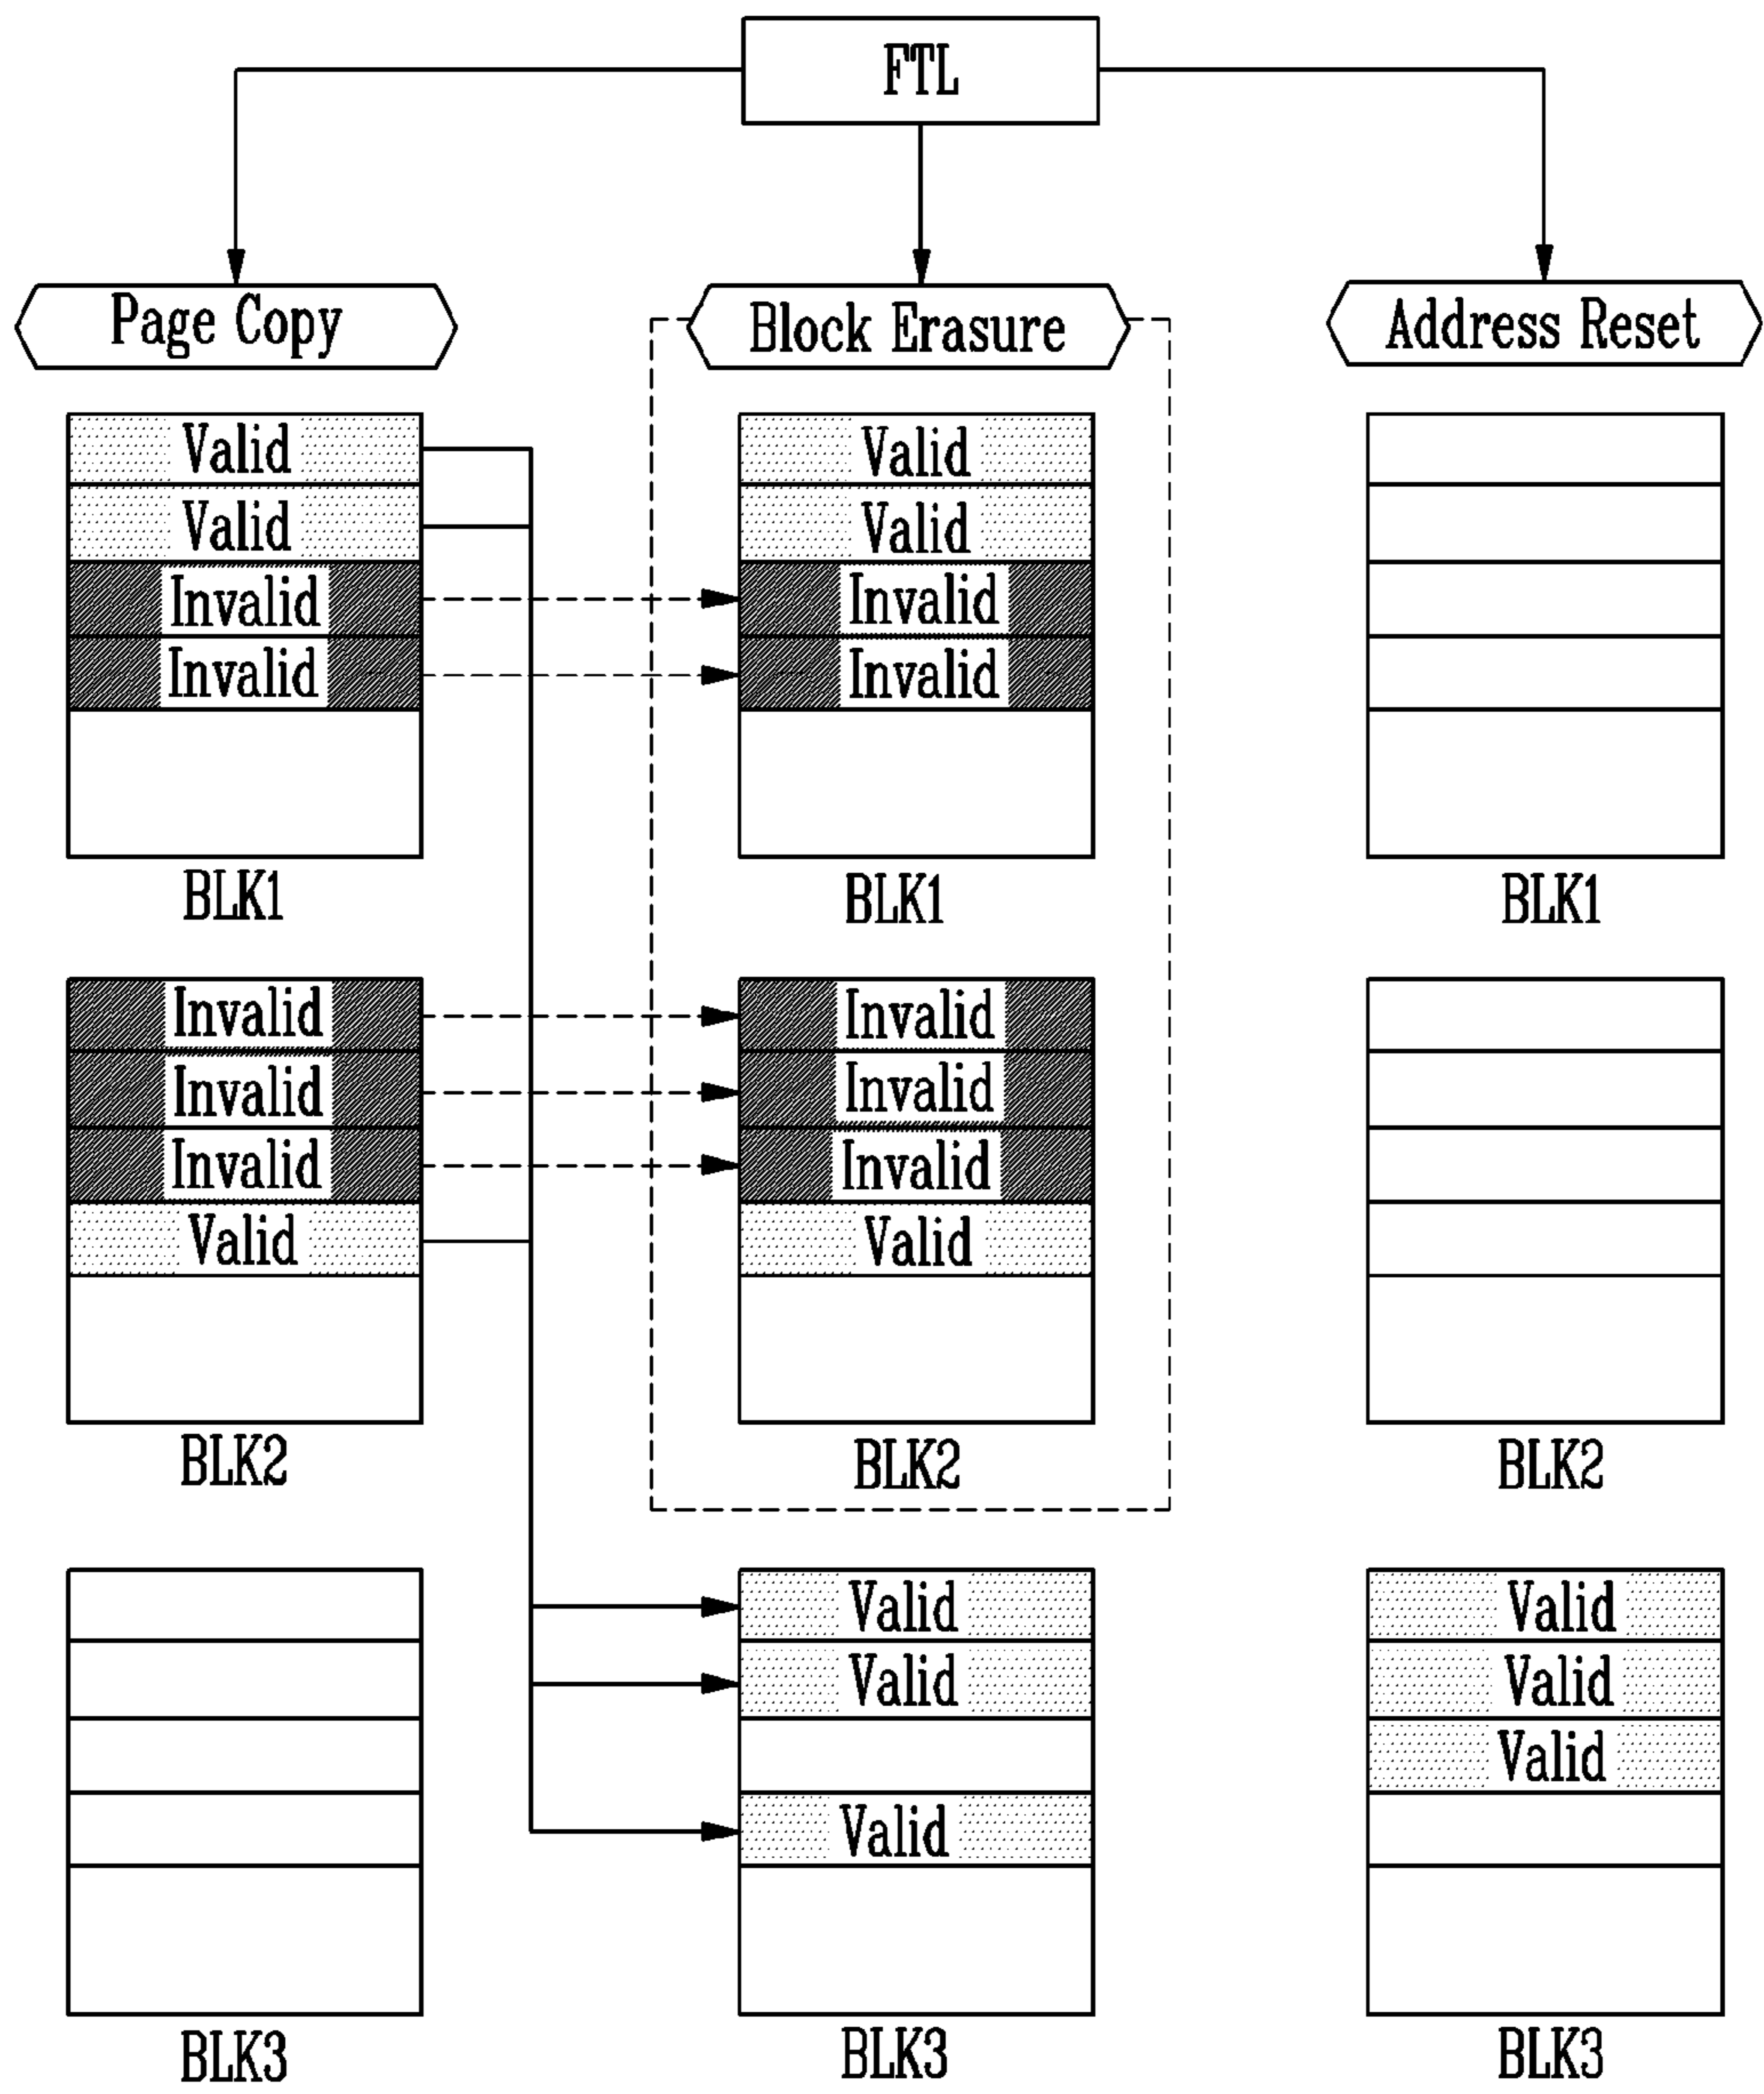 FTL
Page Copy
Block Erasure
Address Reset
Valid
Valid
Invalid
Invalid
BLK1
Valid
Valid
Invalid
Invalid
BLK1
BLK1
Invalid
Invalid
Invalid
Valid
BLK2
Invalid
Invalid
Invalid
Valid
BLK2
BLK2
BLK3
Valid
Valid
Valid
BLK3
Valid
Valid
Valid
BLK3